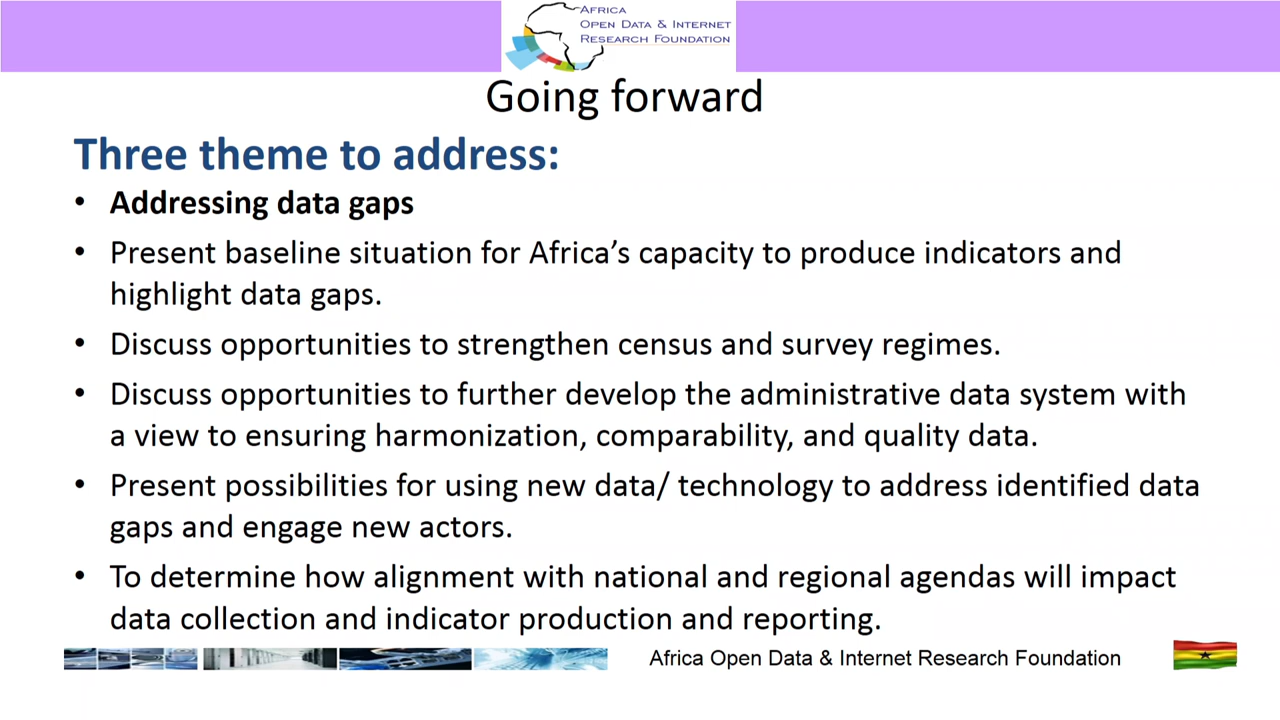 AFRICA
OPEN DATA & INTERNET
RESEARCH FOUNDATION
Going forward
Three theme to address:
• Addressing data gaps
• Present baseline situation for Africa’s capacity to produce indicators and
highlight data gaps.
• Discuss opportunities to strengthen census and survey regimes.
• Discuss opportunities to further develop the administrative data system with
a view to ensuring harmonization, comparability, and quality data.
• Present possibilities for using new data/ technology to address identified data
gaps and engage new actors.
• To determine how alignment with national and regional agendas will impact
data collection and indicator production and reporting.
Africa Open Data & Internet Research Foundation